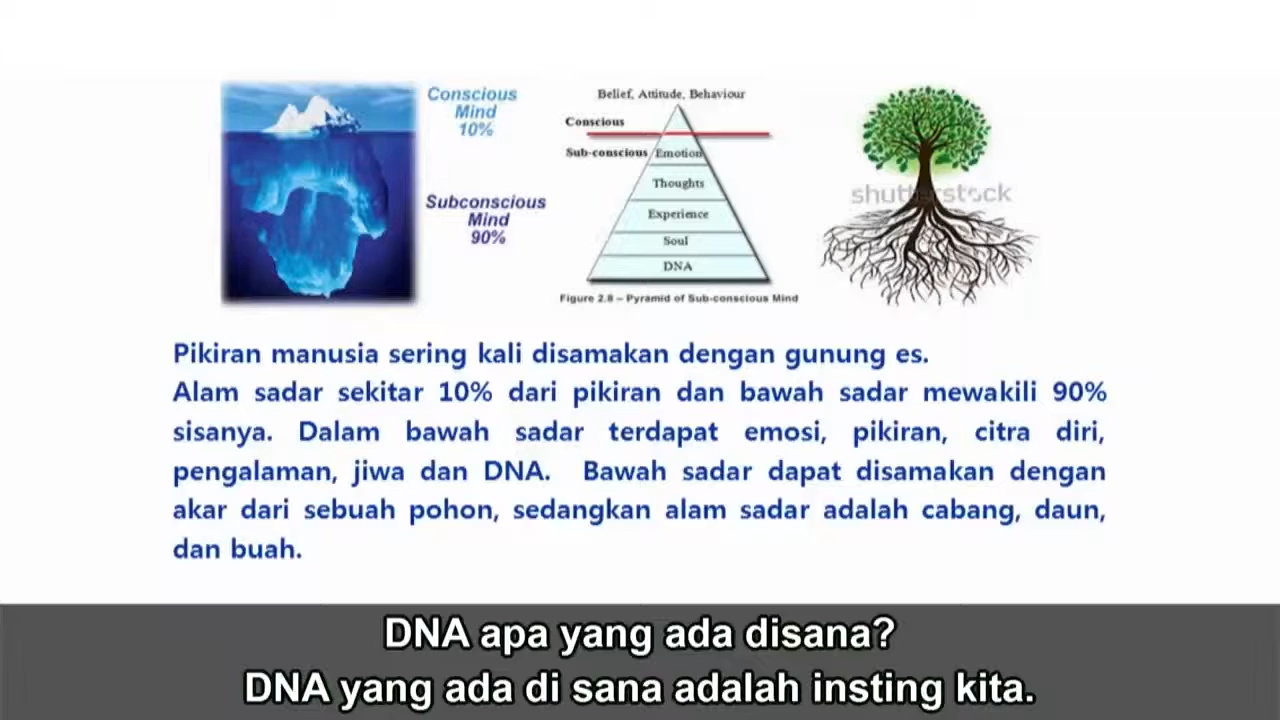 Conscious
Mind
10%
Subconscious
Mind
90%
Belief, Attitude, Behaviour
Conscious
Sub-conscious
Emotion
Thoughts
Experience
Soul
DNA
Figure 2.8 – Pyramid of Sub-conscious Mind
shutterstock
Pikiran manusia sering kali disamakan dengan gunung es.
Alam sadar sekitar 10% dari pikiran dan bawah sadar mewakili 90%
sisanya. Dalam bawah sadar terdapat emosi, pikiran, citra diri,
pengalaman, jiwa dan DNA. Bawah sadar dapat disamakan dengan
akar dari sebuah pohon, sedangkan alam sadar adalah cabang, daun,
dan buah.
DNA apa yang ada disana?
DNA yang ada di sana adalah insting kita.